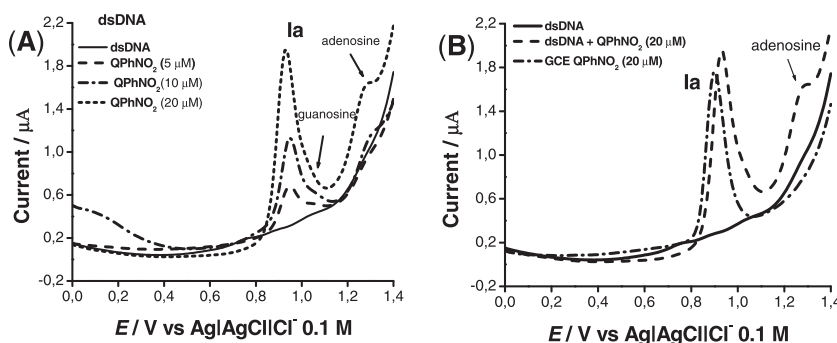 (A)
dsDNA
Ia
dsDNA
QPhNO₂ (5 μM)
QPhNO₂(10 μM)
QPhNO₂ (20 μM)
adenosine
guanosine
Current / μA
2,2
1,8
1,4
1,0
0,6
0,2
-0,2
0,0 0,2 0,4 0,6 0,8 1,0 1,2 1,4
E / V vs Ag|AgCl|Cl⁻ 0.1 M
(B)
dsDNA
dsDNA + QPhNO₂ (20 μM)
GCE QPhNO₂ (20 μM)
Ia
adenosine
Current / μA
2,2
1,8
1,4
1,0
0,6
0,2
-0,2
0,0 0,2 0,4 0,6 0,8 1,0 1,2 1,4
E / V vs Ag|AgCl|Cl⁻ 0.1 M